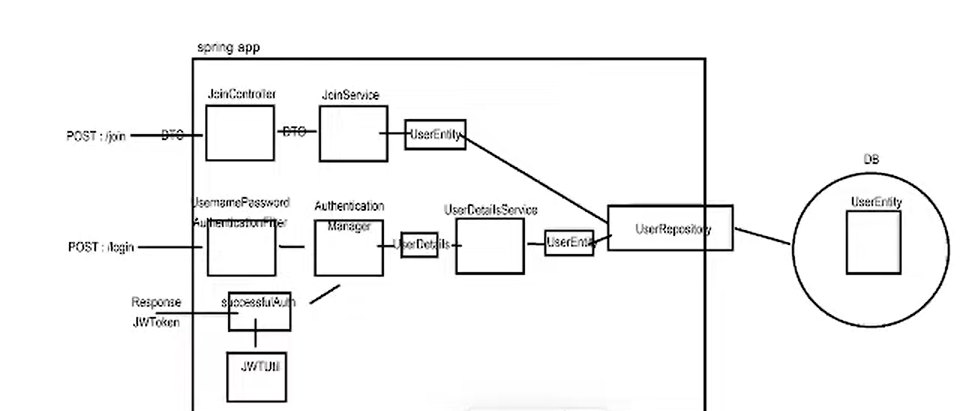 spring app
JoinController
JoinService
POST : /join
DTO
DTO
UserEntity
DB
UserEntity
UsernamePassword
AuthenticationFilter
Authentication
Manager
UserDetailsService
POST : /login
UserDetails
UserEntity
UserRepository
Response
JWToken
successfulAuth
JWTUtil